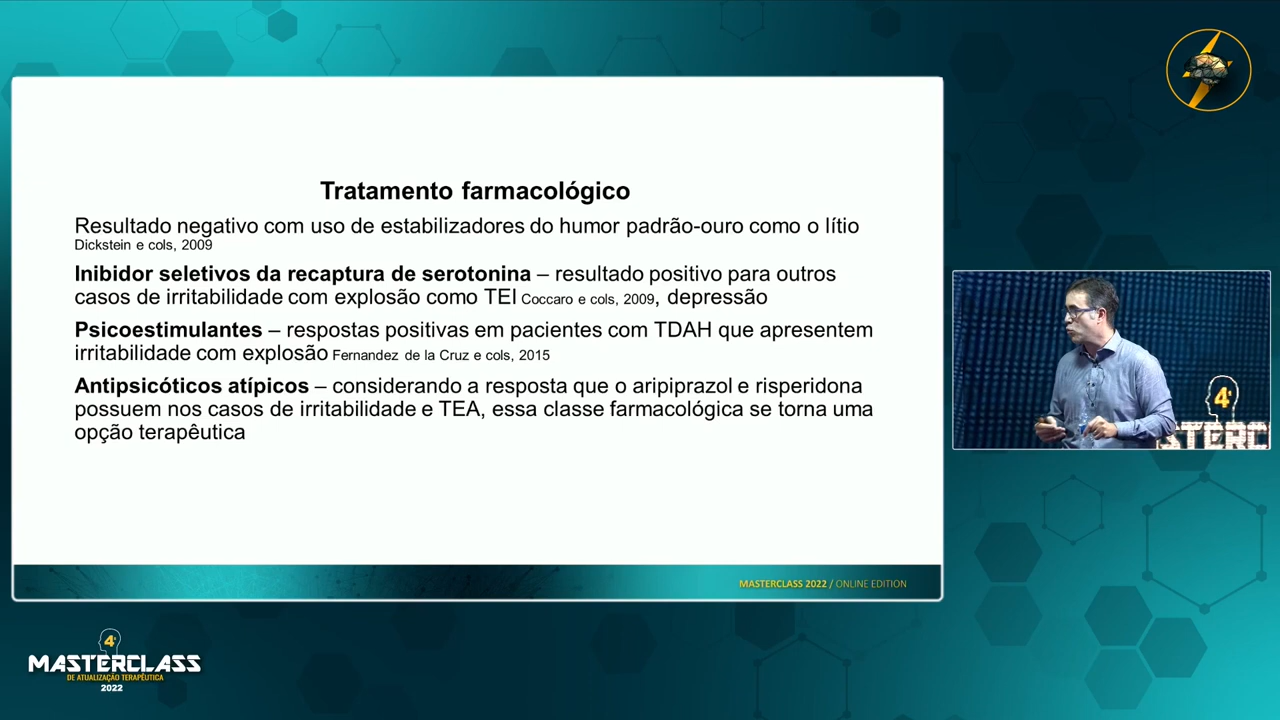 Tratamento farmacológico
Resultado negativo com uso de estabilizadores do humor padrão-ouro como o lítio
Dickstein e cols, 2009
Inibidor seletivos da recaptura de serotonina – resultado positivo para outros
casos de irritabilidade com explosão como TEI Coccaro e cols, 2009, depressão
Psicoestimulantes – respostas positivas em pacientes com TDAH que apresentem
irritabilidade com explosão Fernandez de la Cruz e cols, 2015
Antipsicóticos atípicos – considerando a resposta que o aripiprazol e risperidona
possuem nos casos de irritabilidade e TEA, essa classe farmacológica se torna uma
opção terapêutica
MASTERCLASS 2022 / ONLINE EDITION
4ª
STERC
4ª
MASTERCLASS
DE ATUALIZAÇÃO TERAPÊUTICA
2022